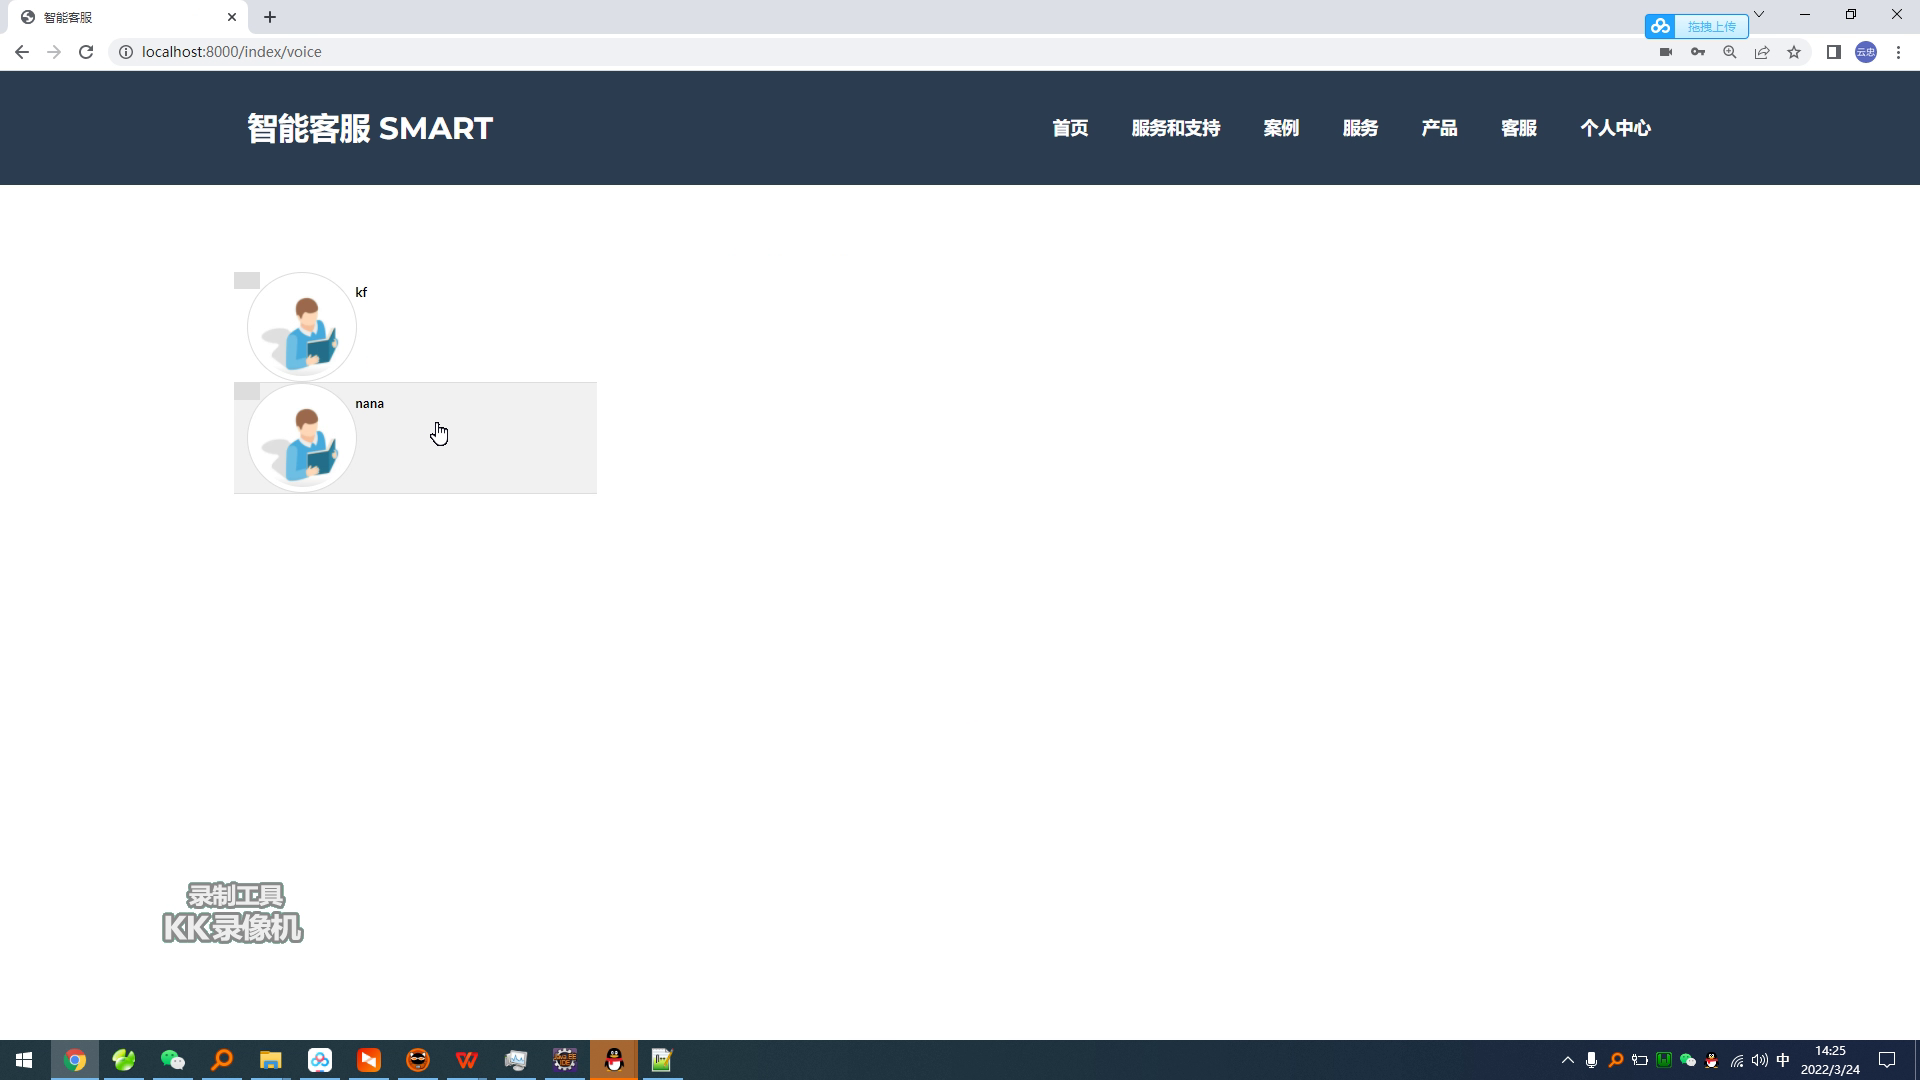 智能客服
拖拽上传
localhost:8000/index/voice
云忠
智能客服 SMART
首页
服务和支持
案例
服务
产品
客服
个人中心
kf
nana
录制工具
KK录像机
中
14:25
2022/3/24